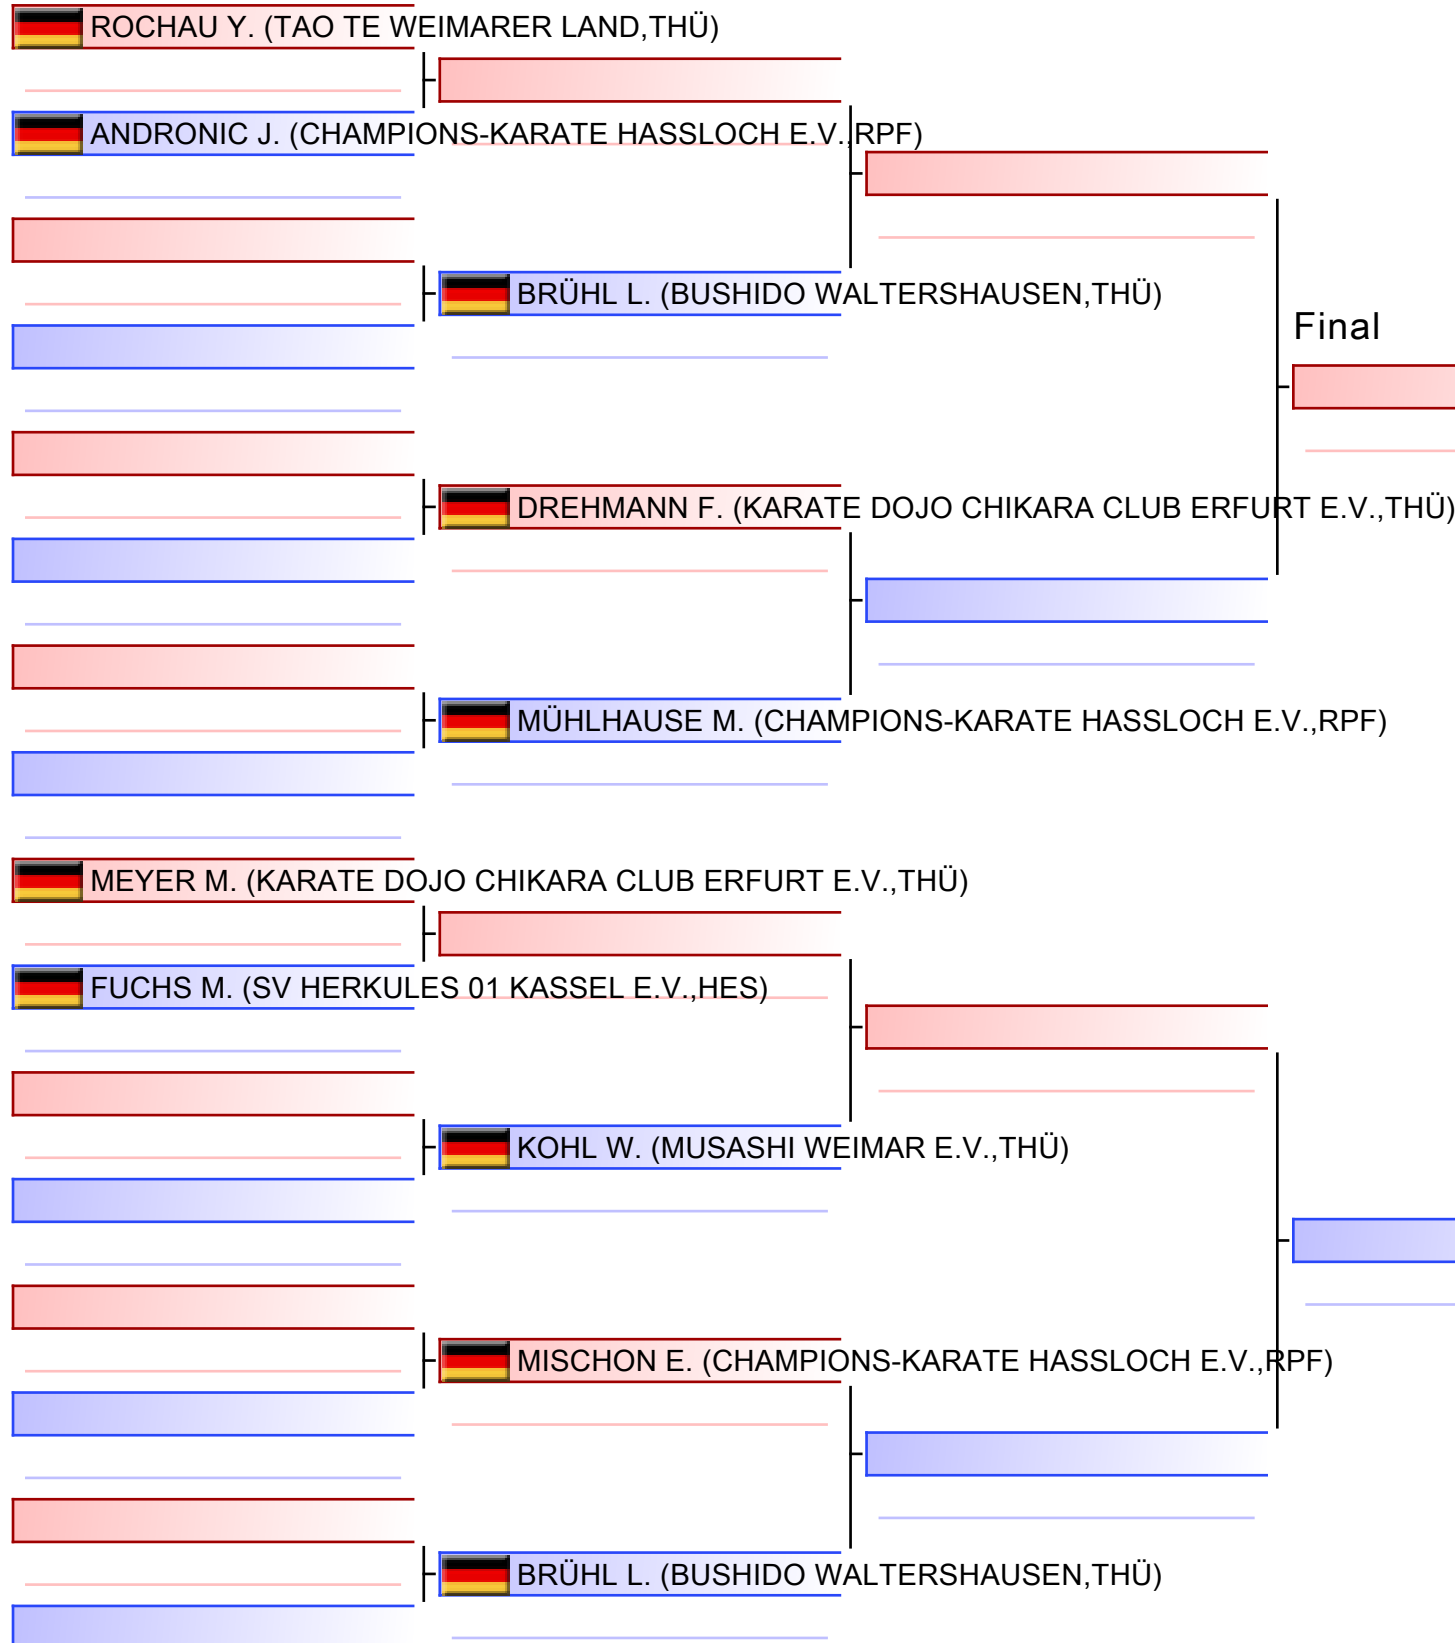 ROCHAU Y. (TAO TE WEIMARER LAND,THÜ)
ANDRONIC J. (CHAMPIONS-KARATE HASSLOCH E.V.,RPF)
BRÜHL L. (BUSHIDO WALTERSHAUSEN,THÜ)
Final
DREHMANN F. (KARATE DOJO CHIKARA CLUB ERFURT E.V.,THÜ)
MÜHLHAUSE M. (CHAMPIONS-KARATE HASSLOCH E.V.,RPF)
MEYER M. (KARATE DOJO CHIKARA CLUB ERFURT E.V.,THÜ)
FUCHS M. (SV HERKULES 01 KASSEL E.V.,HES)
KOHL W. (MUSASHI WEIMAR E.V.,THÜ)
MISCHON E. (CHAMPIONS-KARATE HASSLOCH E.V.,RPF)
BRÜHL L. (BUSHIDO WALTERSHAUSEN,THÜ)